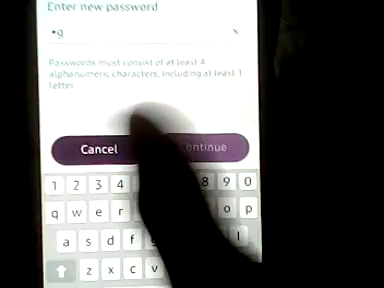 Enter new password
•g ×
Passwords must consist of at least 4
alphanumeric characters, including at least 1
letter
Cancel Continue
1 2 3 4 8 9 0
q w e r o p
a s d f g l
z x c v